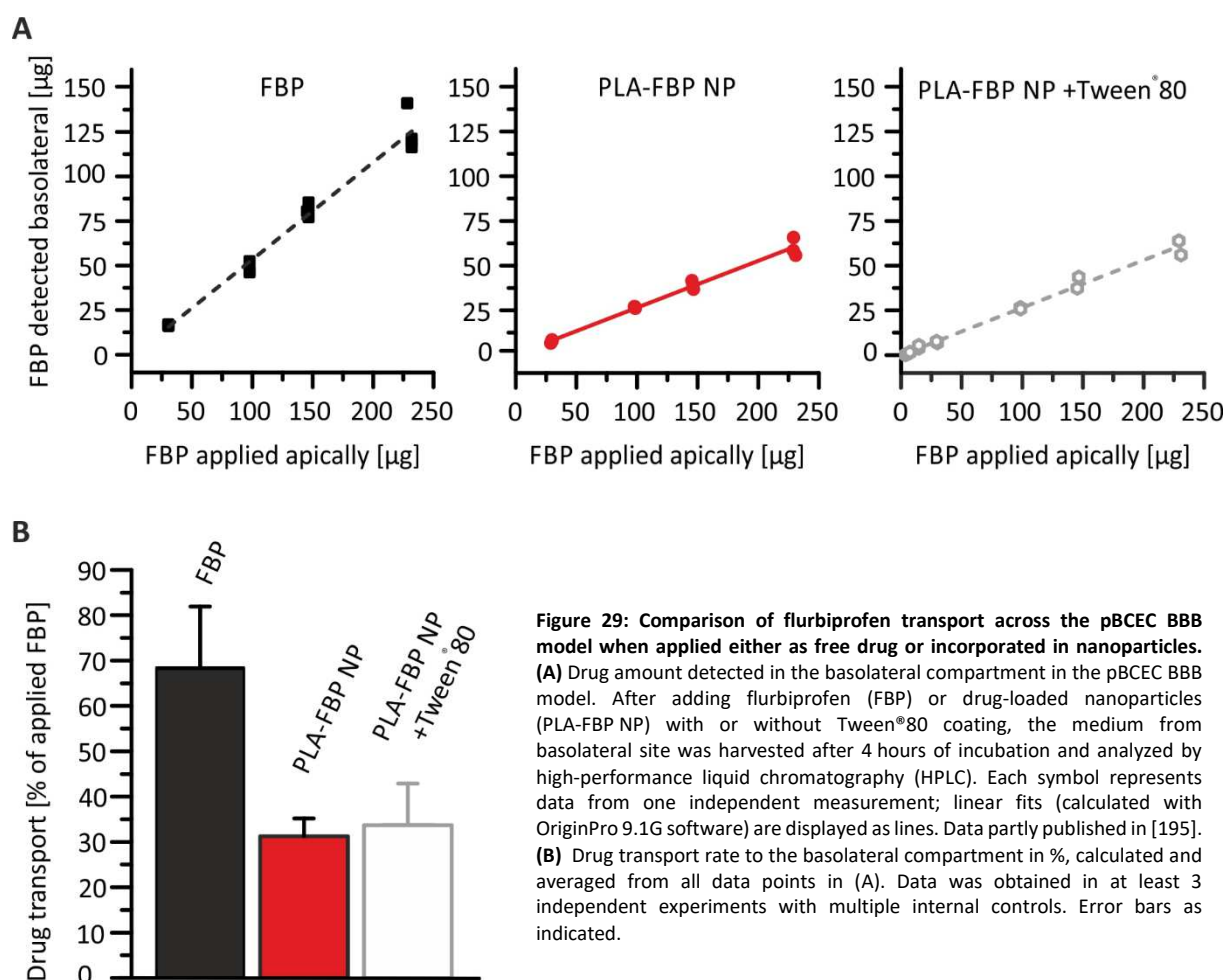 A
FBP detected basolateral [µg]
150
125
100
75
50
25
0
FBP
0 50 100 150 200 250
FBP applied apically [µg]
150
125
100
75
50
25
0
PLA-FBP NP
0 50 100 150 200 250
FBP applied apically [µg]
150
125
100
75
50
25
0
PLA-FBP NP +Tween®80
0 50 100 150 200 250
FBP applied apically [µg]
B
Drug transport [% of applied FBP]
90
80
70
60
50
40
30
20
10
0
FBP
PLA-FBP NP
PLA-FBP NP
+Tween®80
Figure 29: Comparison of flurbiprofen transport across the pBCEC BBB
model when applied either as free drug or incorporated in nanoparticles.
(A) Drug amount detected in the basolateral compartment in the pBCEC BBB
model. After adding flurbiprofen (FBP) or drug-loaded nanoparticles
(PLA-FBP NP) with or without Tween®80 coating, the medium from
basolateral site was harvested after 4 hours of incubation and analyzed by
high-performance liquid chromatography (HPLC). Each symbol represents
data from one independent measurement; linear fits (calculated with
OriginPro 9.1G software) are displayed as lines. Data partly published in [195].
(B) Drug transport rate to the basolateral compartment in %, calculated and
averaged from all data points in (A). Data was obtained in at least 3
independent experiments with multiple internal controls. Error bars as
indicated.